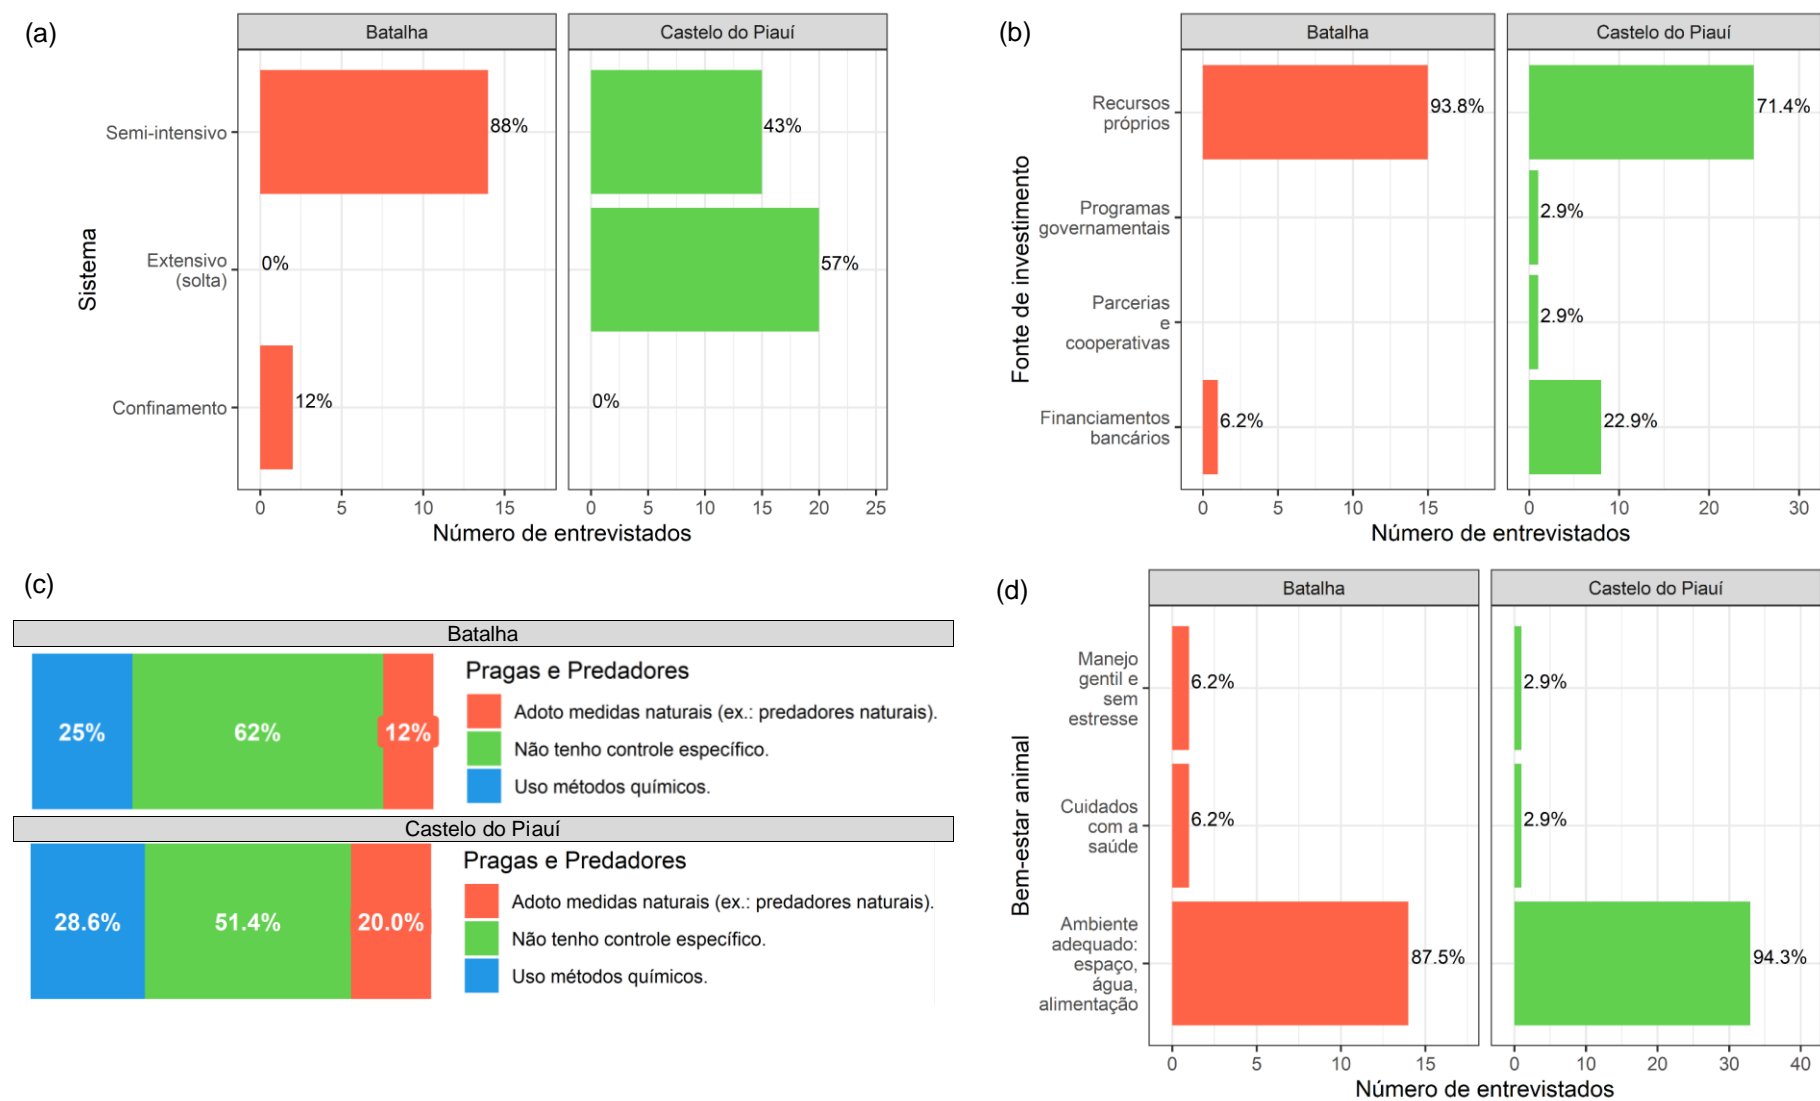 (a)
Batalha
Castelo do Piauí
Sistema
Semi-intensivo
88%
43%
Extensivo
(solta)
0%
57%
Confinamento
12%
0%
0 5 10 15
0 5 10 15 20 25
Número de entrevistados
(b)
Batalha
Castelo do Piauí
Fonte de investimento
Recursos
próprios
93.8%
71.4%
Programas
governamentais
2.9%
Parcerias
e
cooperativas
2.9%
Financiamentos
bancários
6.2%
22.9%
0 5 10 15
0 10 20 30
Número de entrevistados
(c)
Batalha
25%
62%
12%
Pragas e Predadores
Adoto medidas naturais (ex.: predadores naturais).
Não tenho controle específico.
Uso métodos químicos.
Castelo do Piauí
28.6%
51.4%
20.0%
Pragas e Predadores
Adoto medidas naturais (ex.: predadores naturais).
Não tenho controle específico.
Uso métodos químicos.
(d)
Batalha
Castelo do Piauí
Bem-estar animal
Manejo
gentil e
sem
estresse
6.2%
2.9%
Cuidados
com a
saúde
6.2%
2.9%
Ambiente
adequado:
espaço,
água,
alimentação
87.5%
94.3%
0 5 10 15
0 10 20 30 40
Número de entrevistados